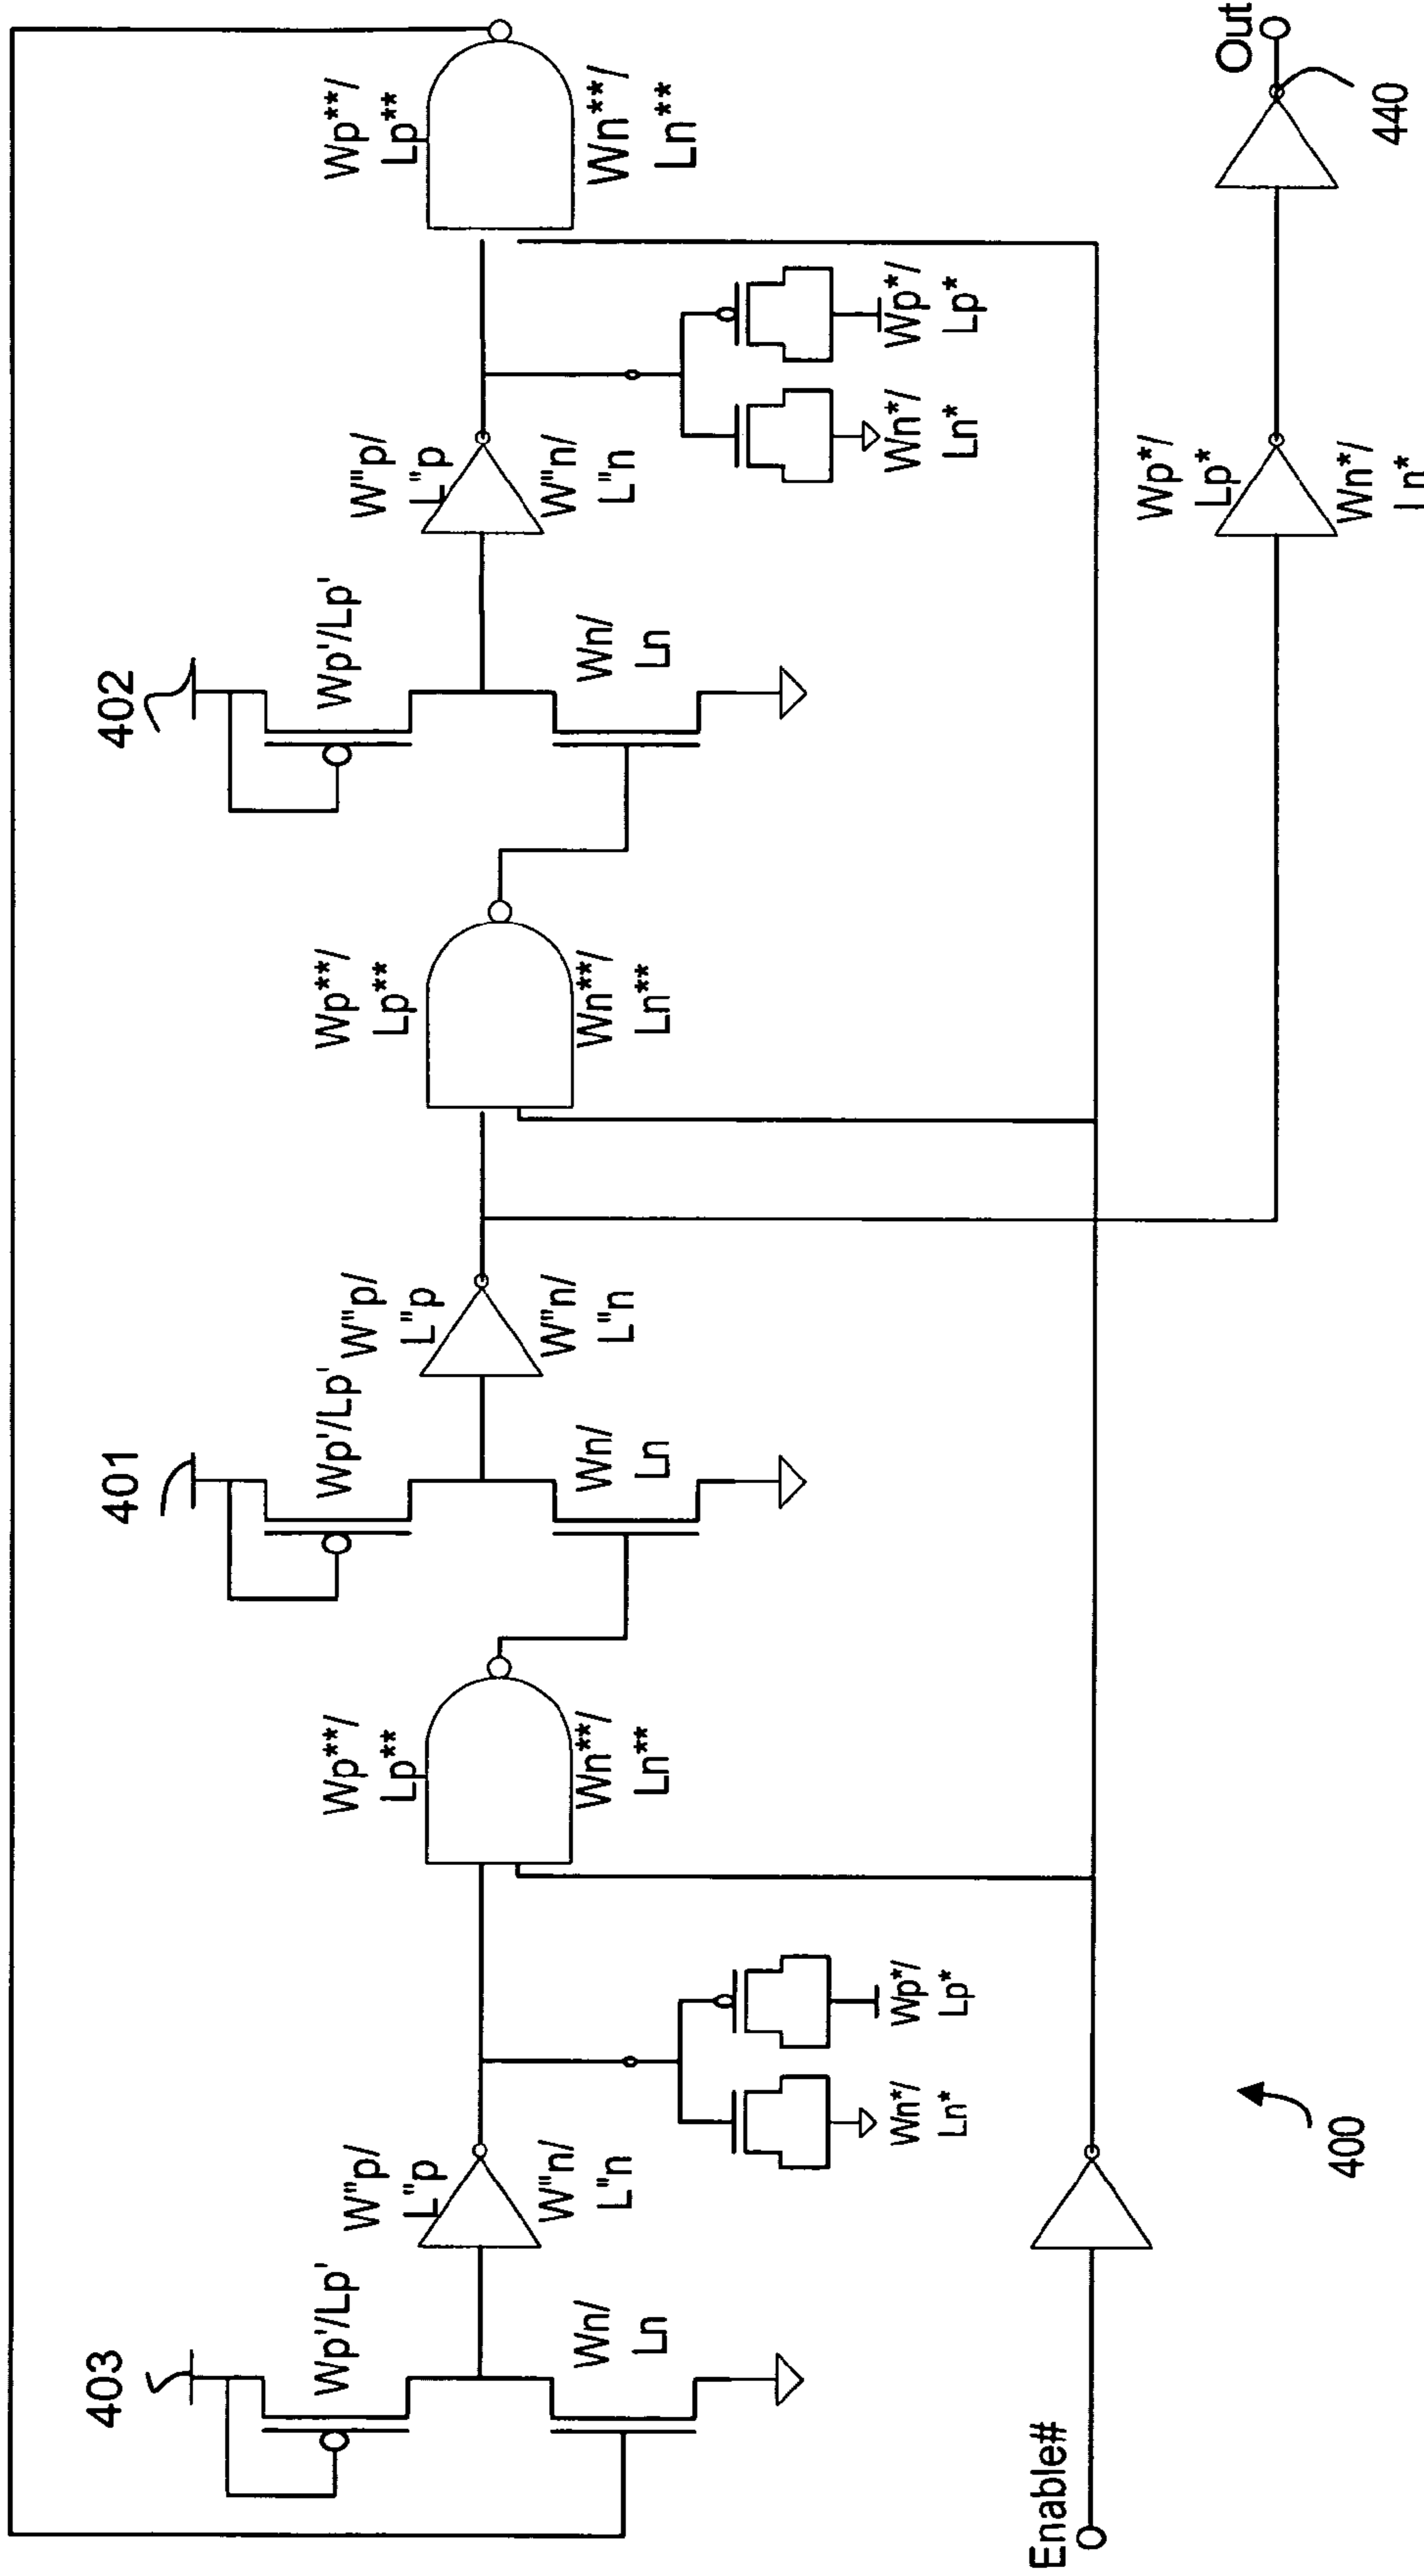 403
Wp'/Lp'
Wn/
Ln
W"p/
L"p
W"n/
L"n
Wn*/
Ln*
Wp*/
Lp*
Wp**/
Lp**
Wn**/
Ln**
401
Wp'/Lp'
Wn/
Ln
W"p/
L"p
W"n/
L"n
Wp**/
Lp**
Wn**/
Ln**
402
Wp'/Lp'
Wn/
Ln
W"p/
L"p
W"n/
L"n
Wn*/
Ln*
Wp*/
Lp*
Wp**/
Lp**
Wn**/
Ln**
Enable#
400
Wp*/
Lp*
Wn*/
Ln*
Out
440